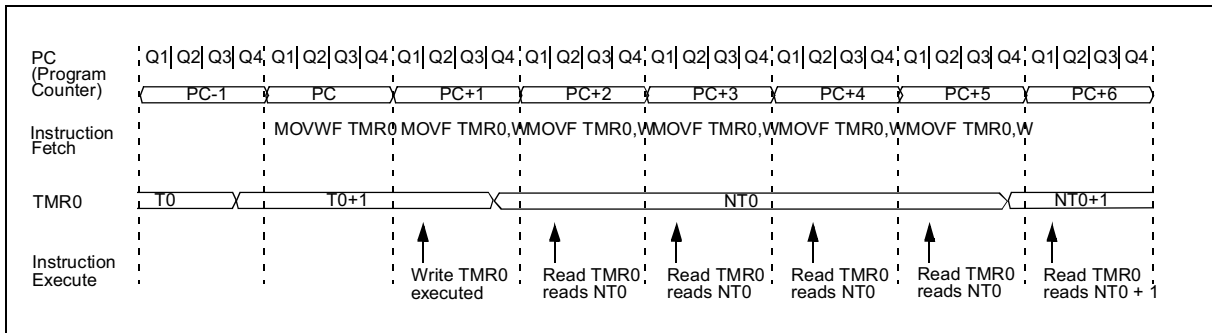 PC (Program Counter)
Q1 Q2 Q3 Q4 Q1 Q2 Q3 Q4 Q1 Q2 Q3 Q4 Q1 Q2 Q3 Q4 Q1 Q2 Q3 Q4 Q1 Q2 Q3 Q4 Q1 Q2 Q3 Q4 Q1 Q2 Q3 Q4
PC-1 PC PC+1 PC+2 PC+3 PC+4 PC+5 PC+6
Instruction Fetch
MOVWF TMR0 MOVF TMR0,W MOVF TMR0,W MOVF TMR0,W MOVF TMR0,W MOVF TMR0,W
TMR0
T0 T0+1 NT0 NT0+1
Instruction Execute
Write TMR0 executed
Read TMR0 reads NT0
Read TMR0 reads NT0
Read TMR0 reads NT0
Read TMR0 reads NT0
Read TMR0 reads NT0 + 1